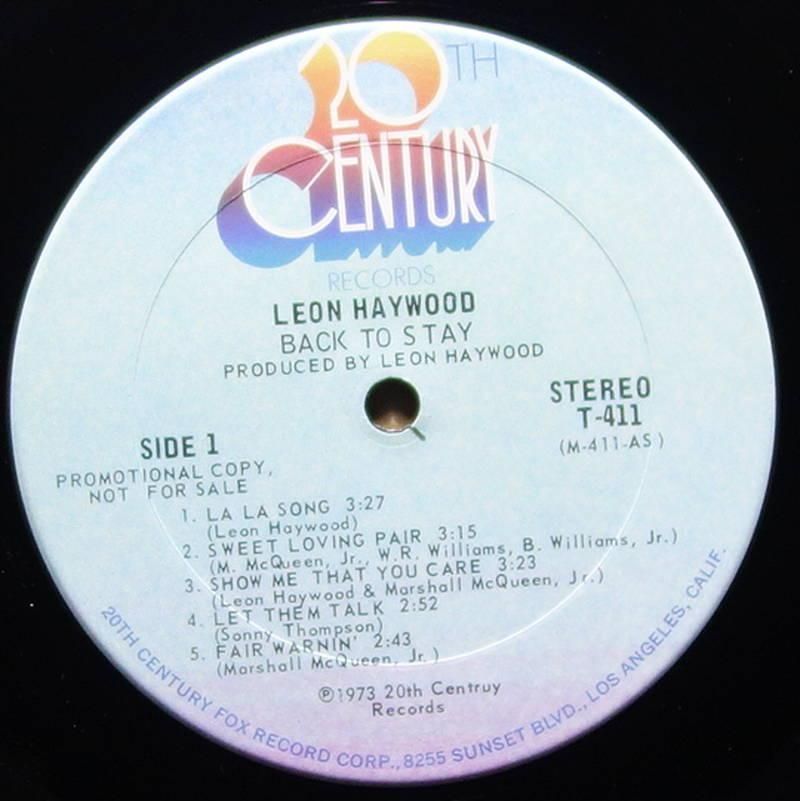 20TH
CENTURY
RECORDS
LEON HAYWOOD
BACK TO STAY
PRODUCED BY LEON HAYWOOD
STEREO
T-411
(M-411-AS)
SIDE 1
PROMOTIONAL COPY,
NOT FOR SALE
1. LA LA SONG 3:27
(Leon Haywood)
2. SWEET LOVING PAIR 3:15
(M. McQueen, Jr., W.R. Williams, B. Williams, Jr.)
3. SHOW ME THAT YOU CARE 3:23
(Leon Haywood & Marshall McQueen, Jr.)
4. LET THEM TALK 2:52
(Sonny Thompson)
5. FAIR WARNIN' 2:43
(Marshall McQueen, Jr.)
℗1973 20th Centruy
Records
20TH CENTURY FOX RECORD CORP., 8255 SUNSET BLVD., LOS ANGELES, CALIF.